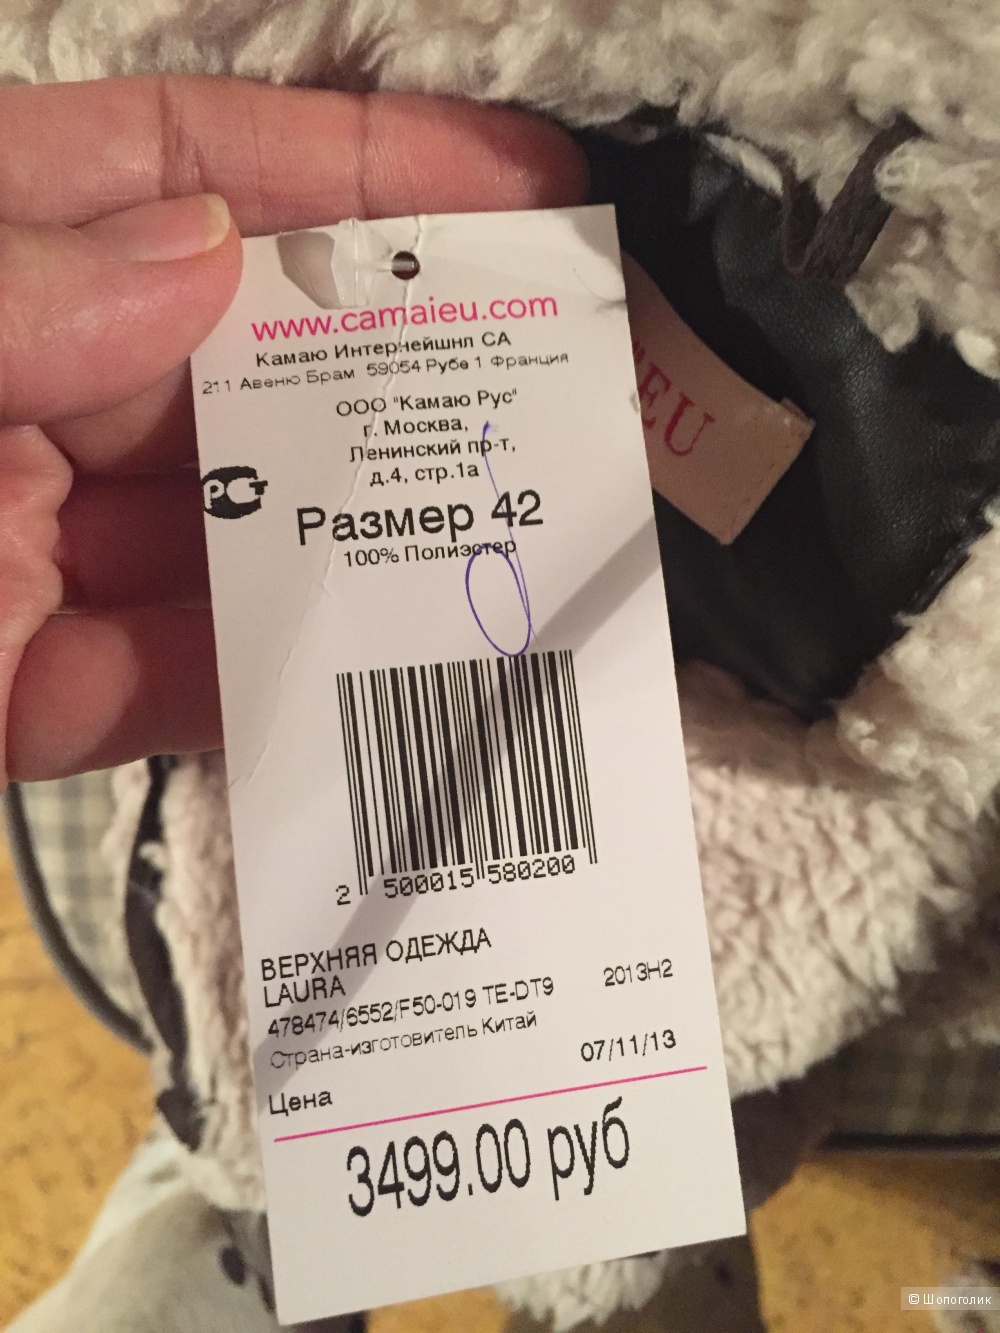 www.camaieu.com
Камаю Интернейшнл СА
211 Авеню Брам 59054 Рубе 1 Франция
ООО "Камаю Рус"
г. Москва,
Ленинский пр-т,
д.4, стр.1а
РСТ
Размер 42
100% Полиэстер
2 500015 580200
ВЕРХНЯЯ ОДЕЖДА
LAURA
478474/6552/F50-019 TE-DT9 2013H2
Страна-изготовитель Китай
07/11/13
Цена
3499.00 руб
IEU
© Шопоголик